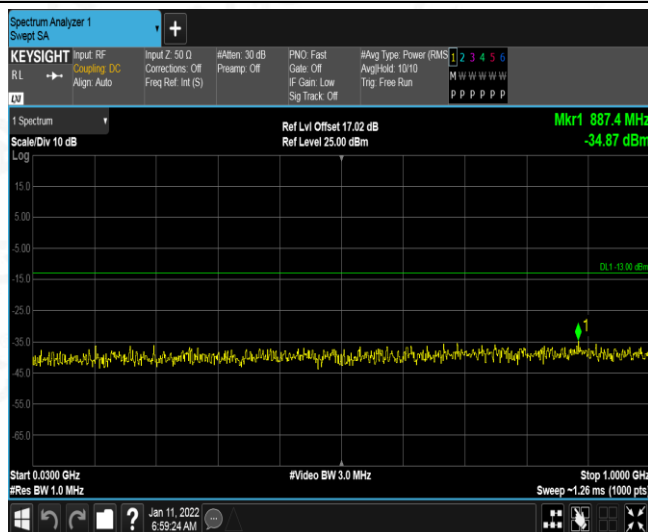 Spectrum Analyzer 1
Swept SA
+
KEYSIGHT Input: RF Input Z: 50 Ω #Atten: 30 dB PNO: Fast #Avg Type: Power (RMS 1 2 3 4 5 6
RL Coupling: DC Corrections: Off Preamp: Off Gate: Off Avg|Hold: 10/10 M W W W W W
Align: Auto Freq Ref: Int (S) IF Gain: Low Trig: Free Run
Sig Track: Off P P P P P P
LXI
1 Spectrum Ref Lvl Offset 17.02 dB Mkr1 887.4 MHz
Scale/Div 10 dB Ref Level 25.00 dBm -34.87 dBm
Log
15.0
5.00
-5.00
DL1 -13.00 dBm
-15.0
-25.0
1
-35.0
-45.0
-55.0
-65.0
Start 0.0300 GHz #Video BW 3.0 MHz Stop 1.0000 GHz
#Res BW 1.0 MHz Sweep ~1.26 ms (1000 pts)
? Jan 11, 2022
6:59:24 AM